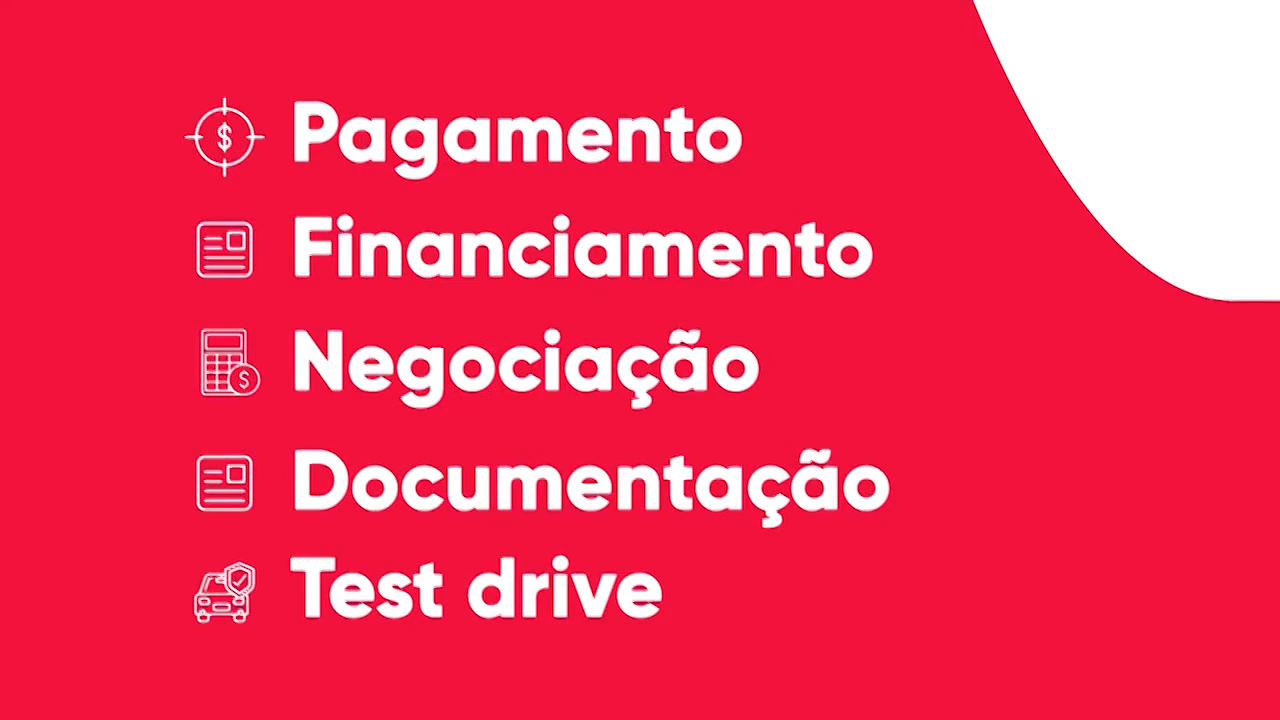 Pagamento
Financiamento
Negociação
Documentação
Test drive